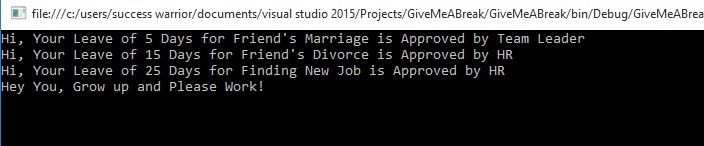 file:///c:/users/success warrior/documents/visual studio 2015/Projects/GiveMeABreak/GiveMeABreak/bin/Debug/GiveMeABrea
Hi, Your Leave of 5 Days for Friend's Marriage is Approved by Team Leader
Hi, Your Leave of 15 Days for Friend's Divorce is Approved by HR
Hi, Your Leave of 25 Days for Finding New Job is Approved by HR
Hey You, Grow up and Please Work!